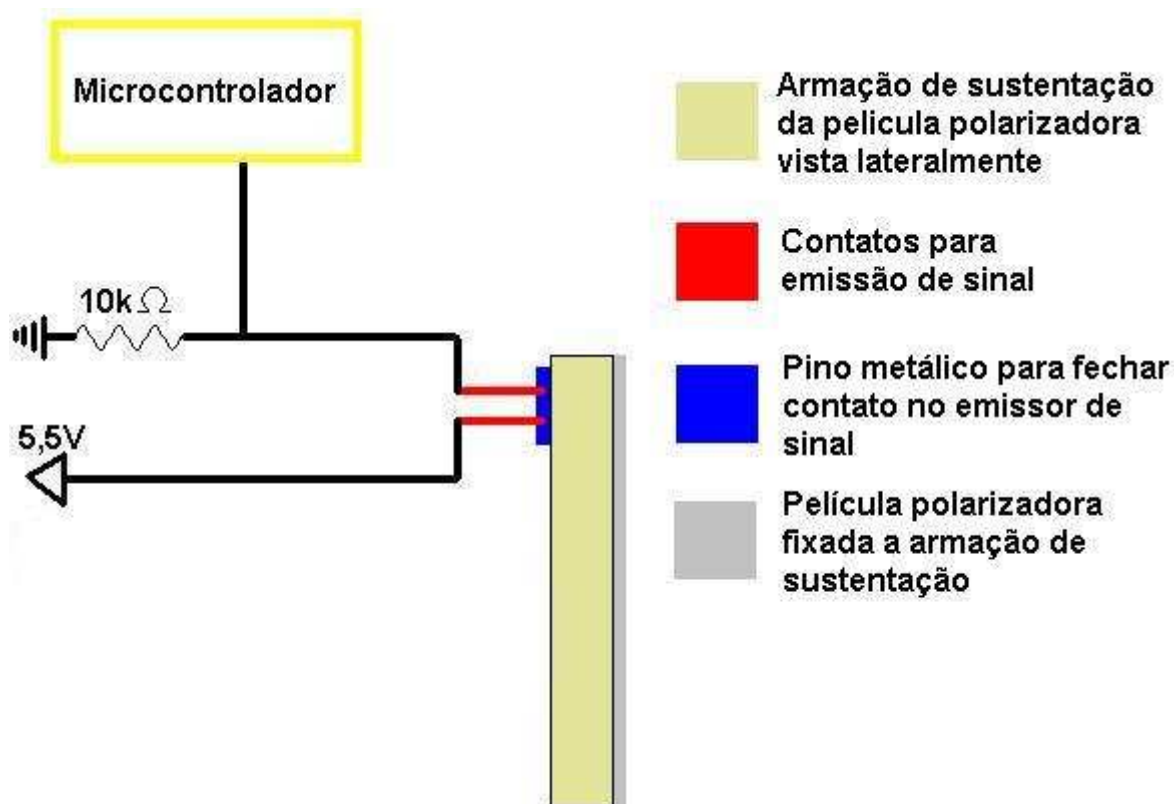 Microcontrolador
10kΩ
5,5V
Armação de sustentação
da pelicula polarizadora
vista lateralmente
Contatos para
emissão de sinal
Pino metálico para fechar
contato no emissor de
sinal
Película polarizadora
fixada a armação de
sustentação